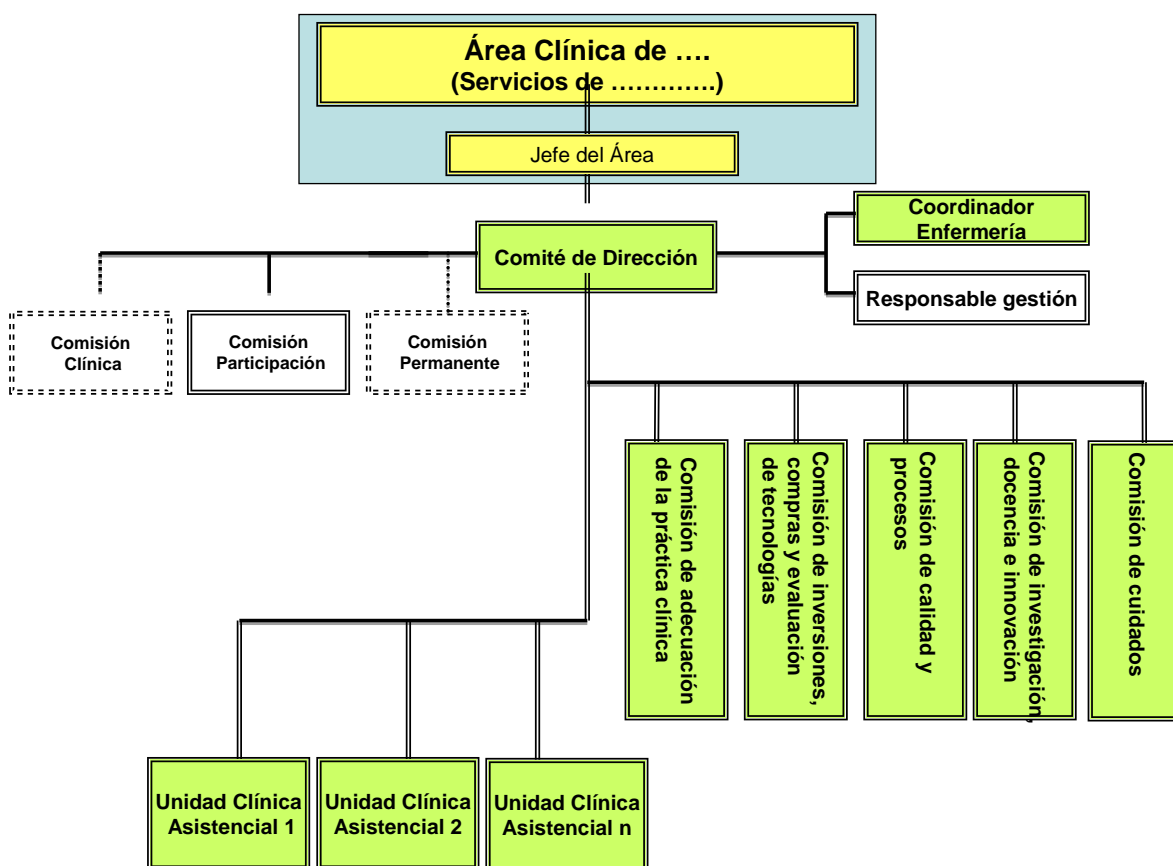 Área Clínica de ….
(Servicios de ………….)
Jefe del Área
Coordinador
Enfermería
Comité de Dirección
Responsable gestión
Comisión
Clínica
Comisión
Participación
Comisión
Permanente
Comisión de adecuación
de la práctica clínica
Comisión de inversiones,
compras y evaluación
de tecnologías
Comisión de calidad y
procesos
Comisión de investigación,
docencia e innovación
Comisión de cuidados
Unidad Clínica
Asistencial 1
Unidad Clínica
Asistencial 2
Unidad Clínica
Asistencial n